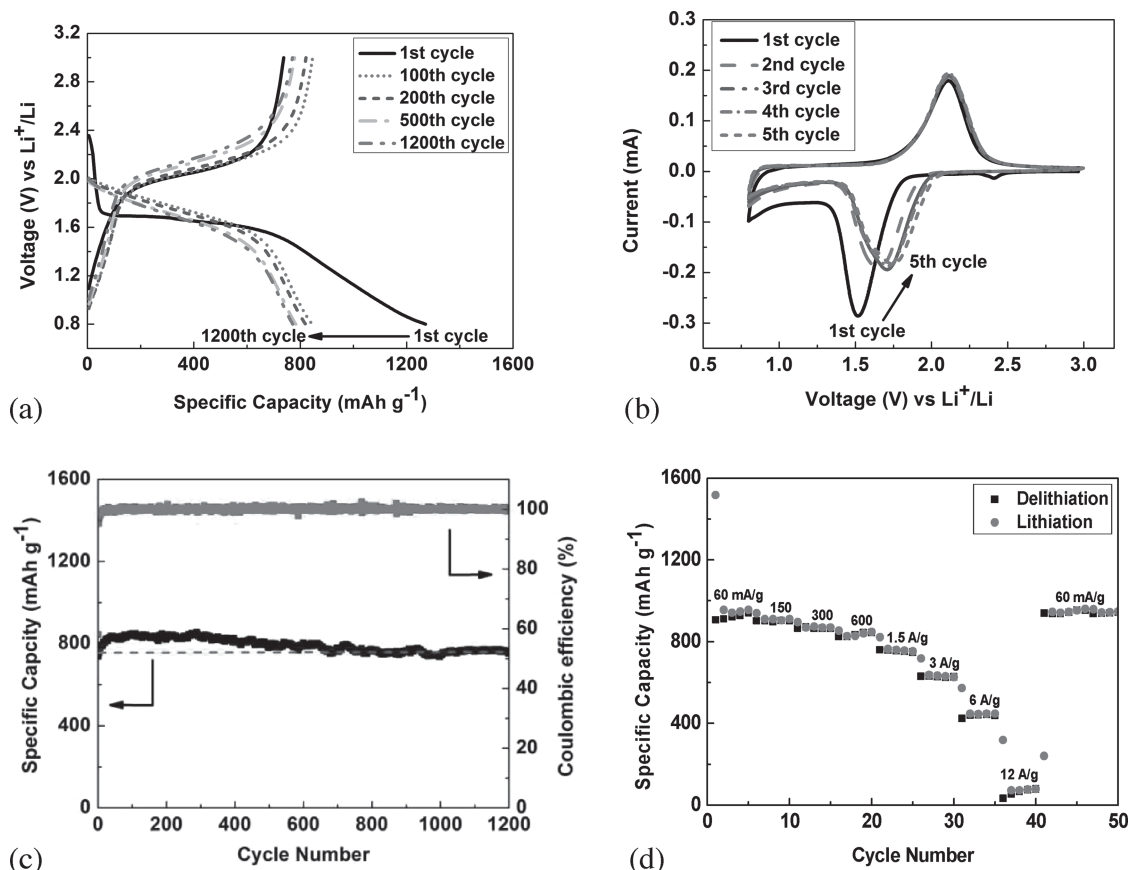 3.2
2.8
2.4
2.0
1.6
1.2
0.8
Voltage (V) vs Li⁺/Li
1st cycle
100th cycle
200th cycle
500th cycle
1200th cycle
1200th cycle
1st cycle
0
400
800
1200
1600
Specific Capacity (mAh g⁻¹)
(a)
0.3
0.2
0.1
0.0
-0.1
-0.2
-0.3
Current (mA)
1st cycle
2nd cycle
3rd cycle
4th cycle
5th cycle
5th cycle
1st cycle
0.5
1.0
1.5
2.0
2.5
3.0
Voltage (V) vs Li⁺/Li
(b)
1600
1200
800
400
0
Specific Capcity (mAh g⁻¹)
100
80
60
40
20
0
Coulombic efficiency (%)
0
200
400
600
800
1000
1200
Cycle Number
(c)
1600
1200
800
400
0
Specific Capacity (mAh g⁻¹)
Delithiation
Lithiation
60 mA/g
150
300
600
1.5 A/g
3 A/g
6 A/g
12 A/g
60 mA/g
0
10
20
30
40
50
Cycle Number
(d)